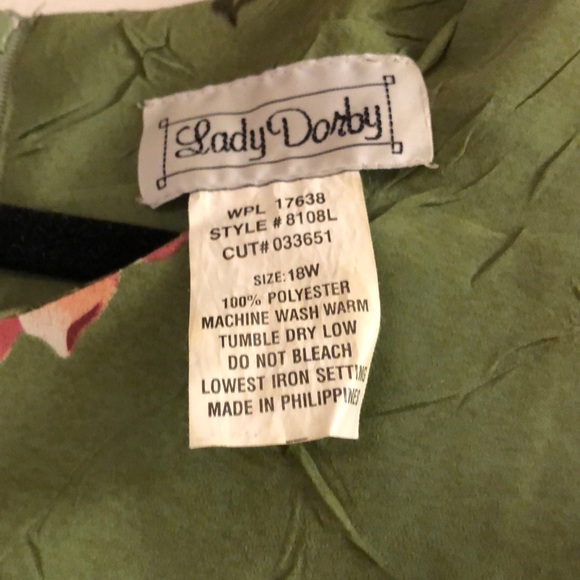 Lady Dorby
WPL 17638
STYLE # 8108L
CUT# 033651
SIZE: 18W
100% POLYESTER
MACHINE WASH WARM
TUMBLE DRY LOW
DO NOT BLEACH
LOWEST IRON SETTING
MADE IN PHILIPPINES